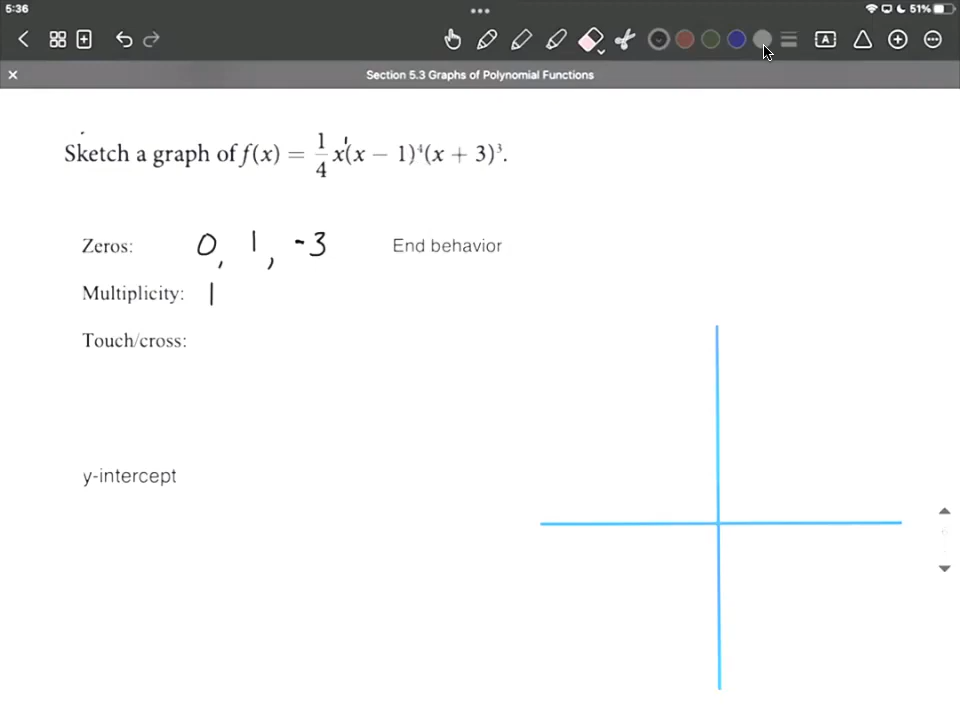 5:36
51%
Section 5.3 Graphs of Polynomial Functions
Sketch a graph of f(x) = 1/4 x¹(x − 1)⁴(x + 3)³.
Zeros: 0, 1, -3 End behavior
Multiplicity: 1
Touch/cross:
y-intercept